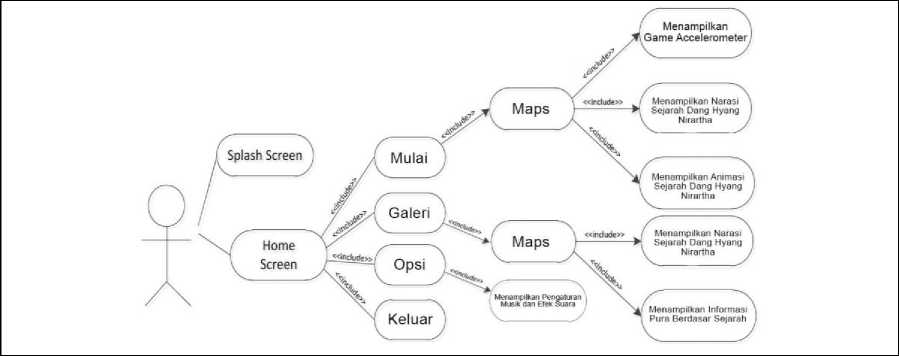 Menampilkan
Game Accelerometer
<<include>>
Maps
<<include>>
Menampilkan Narasi
Sejarah Dang Hyang
Nirartha
<<include>>
Splash Screen
Mulai
<<include>>
<<include>>
Menampilkan Animasi
Sejarah Dang Hyang
Nirartha
Galeri
<<include>>
<<include>>
Maps
<<include>>
Menampilkan Narasi
Sejarah Dang Hyang
Nirartha
Home
Screen
<<include>>
Opsi
<<include>>
Menampilkan Pengaturan
Musik dan Efek Suara
<<include>>
Menampilkan Informasi
Pura Berdasar Sejarah
<<include>>
Keluar